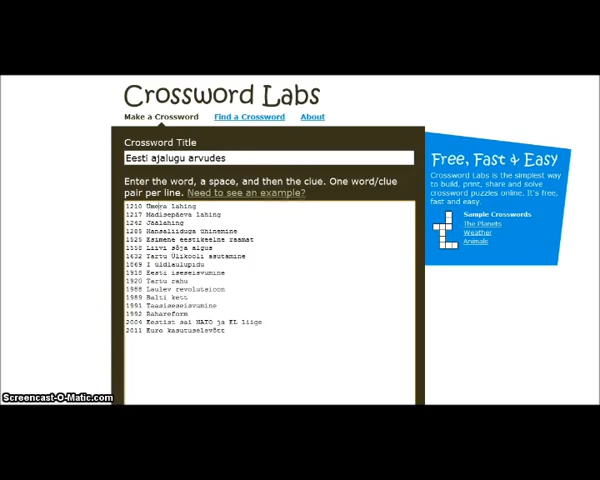 Crossword Labs
Make a Crossword Find a Crossword About
Crossword Title
Eesti ajalugu arvudes
Enter the word, a space, and then the clue. One word/clue
pair per line. Need to see an example?
1210 Ümera lahing
1217 Madisepäeva lahing
1242 Jäälahing
1285 Hansaliiduga ühinemine
1525 Esimene eestikeelne raamat
1558 Liivi sõja algus
1632 Tartu Ülikooli asutamine
1869 I üldlaulupidu
1918 Eesti iseseisvumine
1920 Tartu rahu
1988 Laulev revolutsioon
1989 Balti kett
1991 Taasiseseisvumine
1992 Rahareform
2004 Eestist sai NATO ja EL liige
2011 Euro kasutuselevõtt
Free, Fast & Easy
Crossword Labs is the simplest way
to build, print, share and solve
crossword puzzles online. It's free,
fast and easy.
Sample Crosswords
The Planets
Weather
Animals
Screencast-O-Matic.com